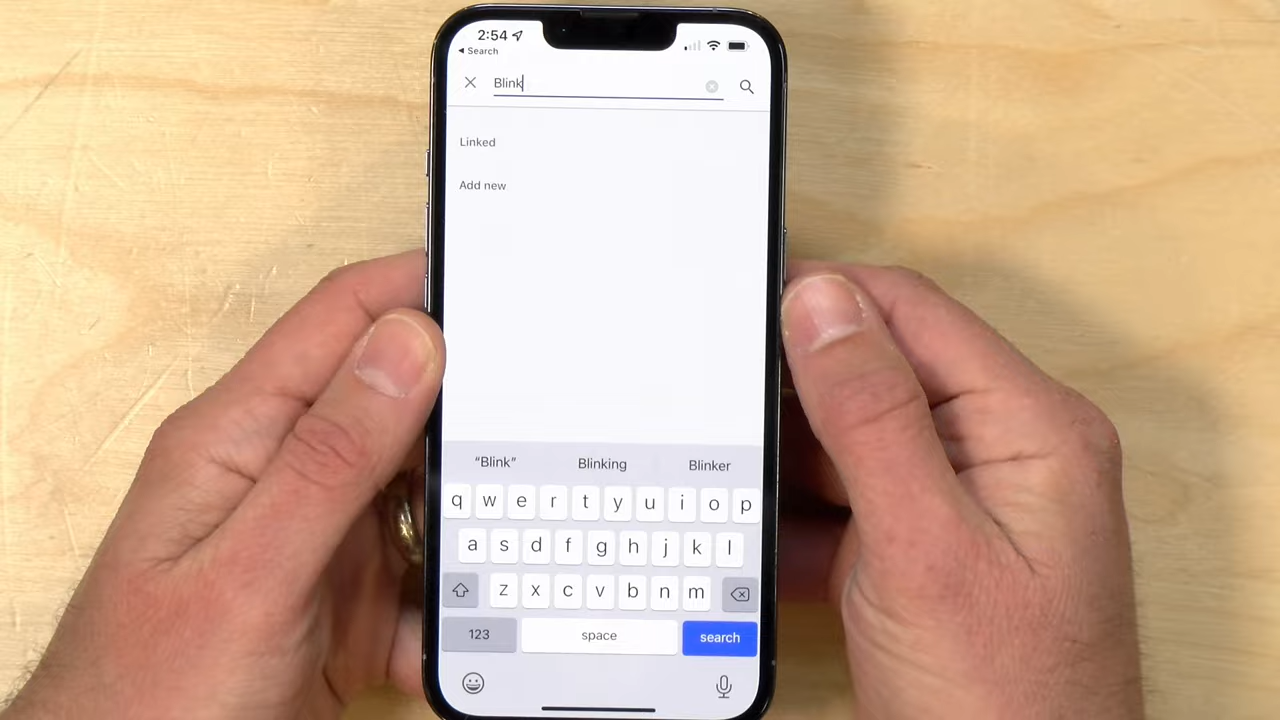 2:54
Search
Blink
Linked
Add new
“Blink” Blinking Blinker
q w e r t y u i o p
a s d f g h j k l
z x c v b n m
123 space search